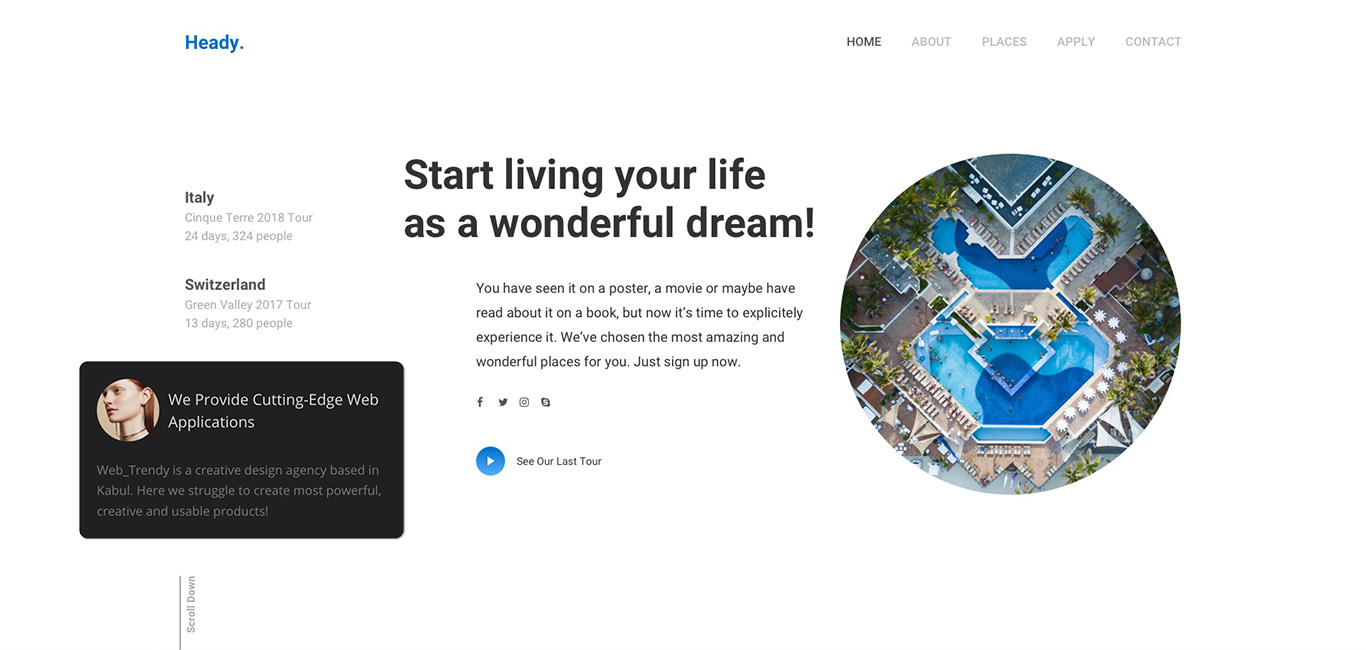 Heady.
HOME ABOUT PLACES APPLY CONTACT
Start living your life
as a wonderful dream!
Italy
Cinque Terre 2018 Tour
24 days, 324 people
Switzerland
Green Valley 2017 Tour
13 days, 280 people
You have seen it on a poster, a movie or maybe have
read about it on a book, but now it’s time to explicitely
experience it. We’ve chosen the most amazing and
wonderful places for you. Just sign up now.
See Our Last Tour
We Provide Cutting-Edge Web
Applications
Web_Trendy is a creative design agency based in
Kabul. Here we struggle to create most powerful,
creative and usable products!
Scroll Down